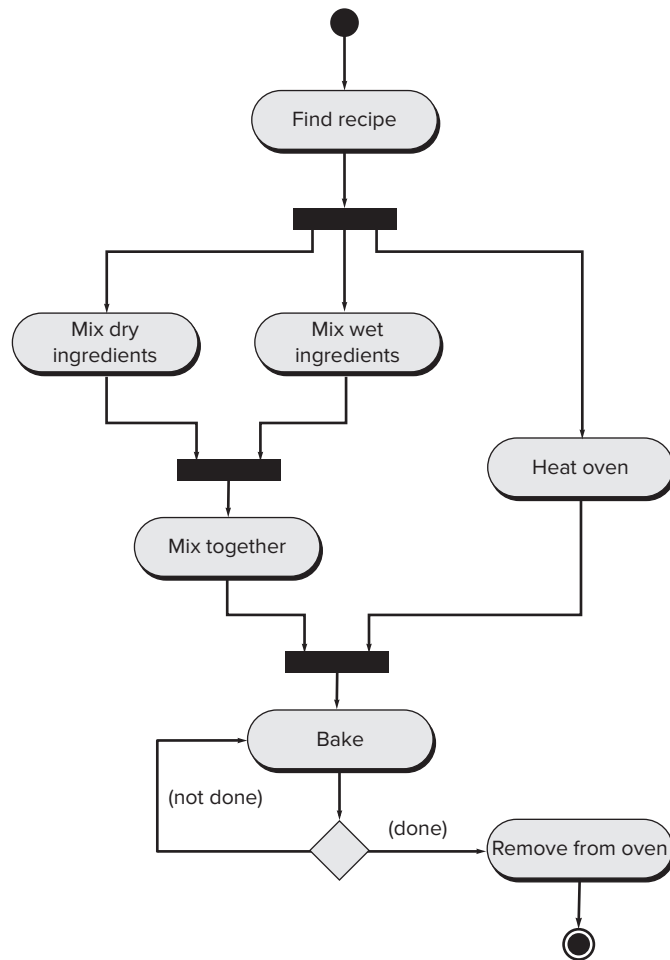 Find recipe
Mix dry
ingredients
Mix wet
ingredients
Heat oven
Mix together
Bake
(not done)
(done)
Remove from oven